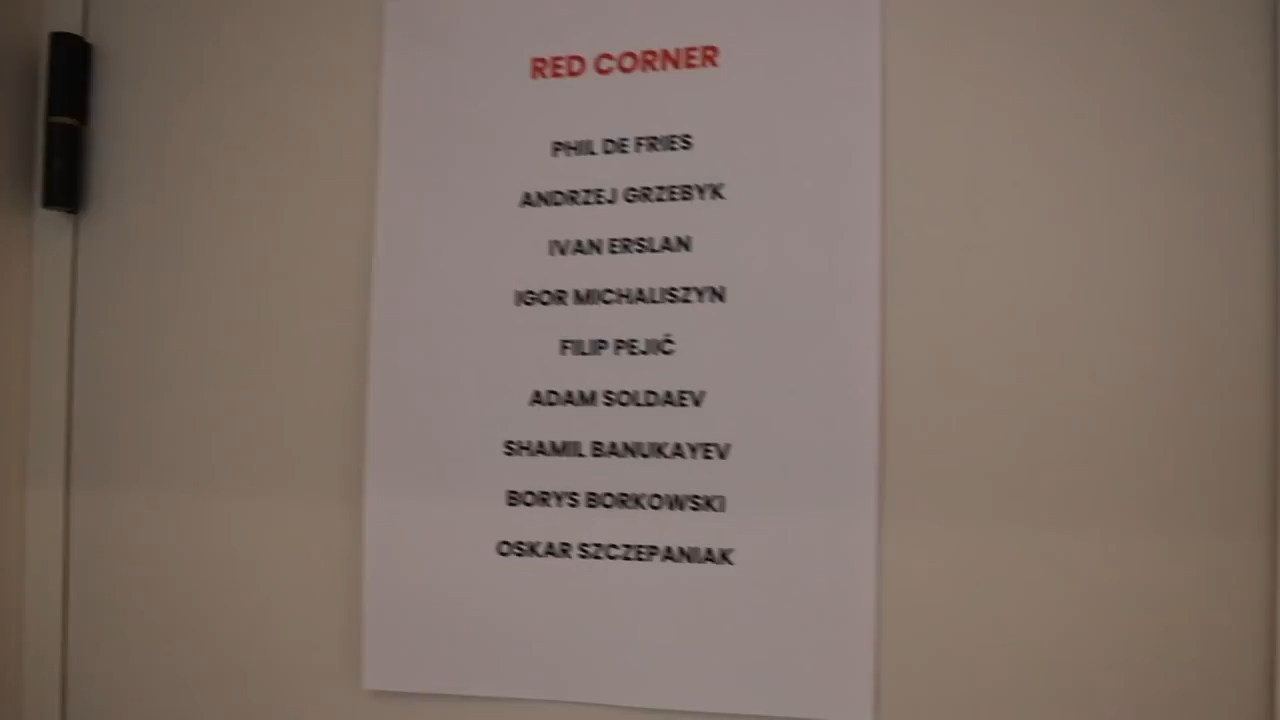 RED CORNER
PHIL DE FRIES
ANDRZEJ GRZEBYK
IVAN ERSLAN
IGOR MICHALISZYN
FILIP PEJIĆ
ADAM SOLDAEV
SHAMIL BANUKAYEV
BORYS BORKOWSKI
OSKAR SZCZEPANIAK